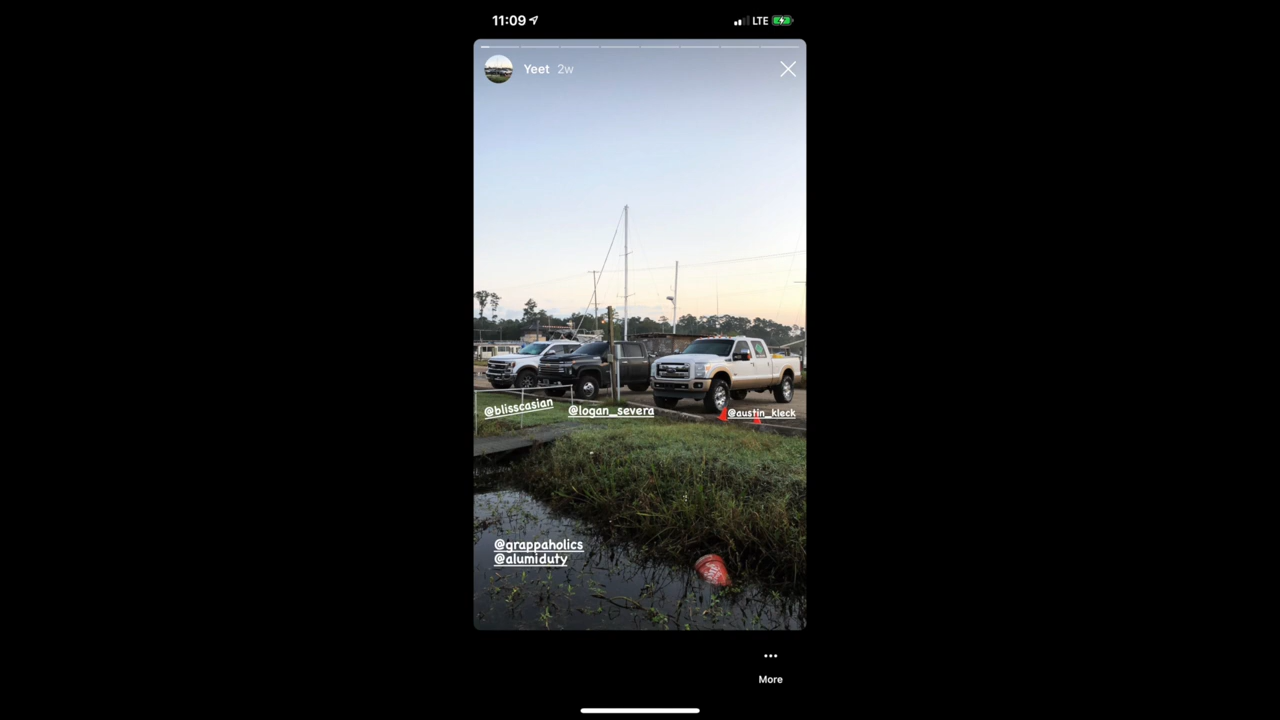 11:09
LTE
Yeet 2w
@blisscasian
@logan_severa
@austin_kleck
@grappaholics
@alumiduty
More